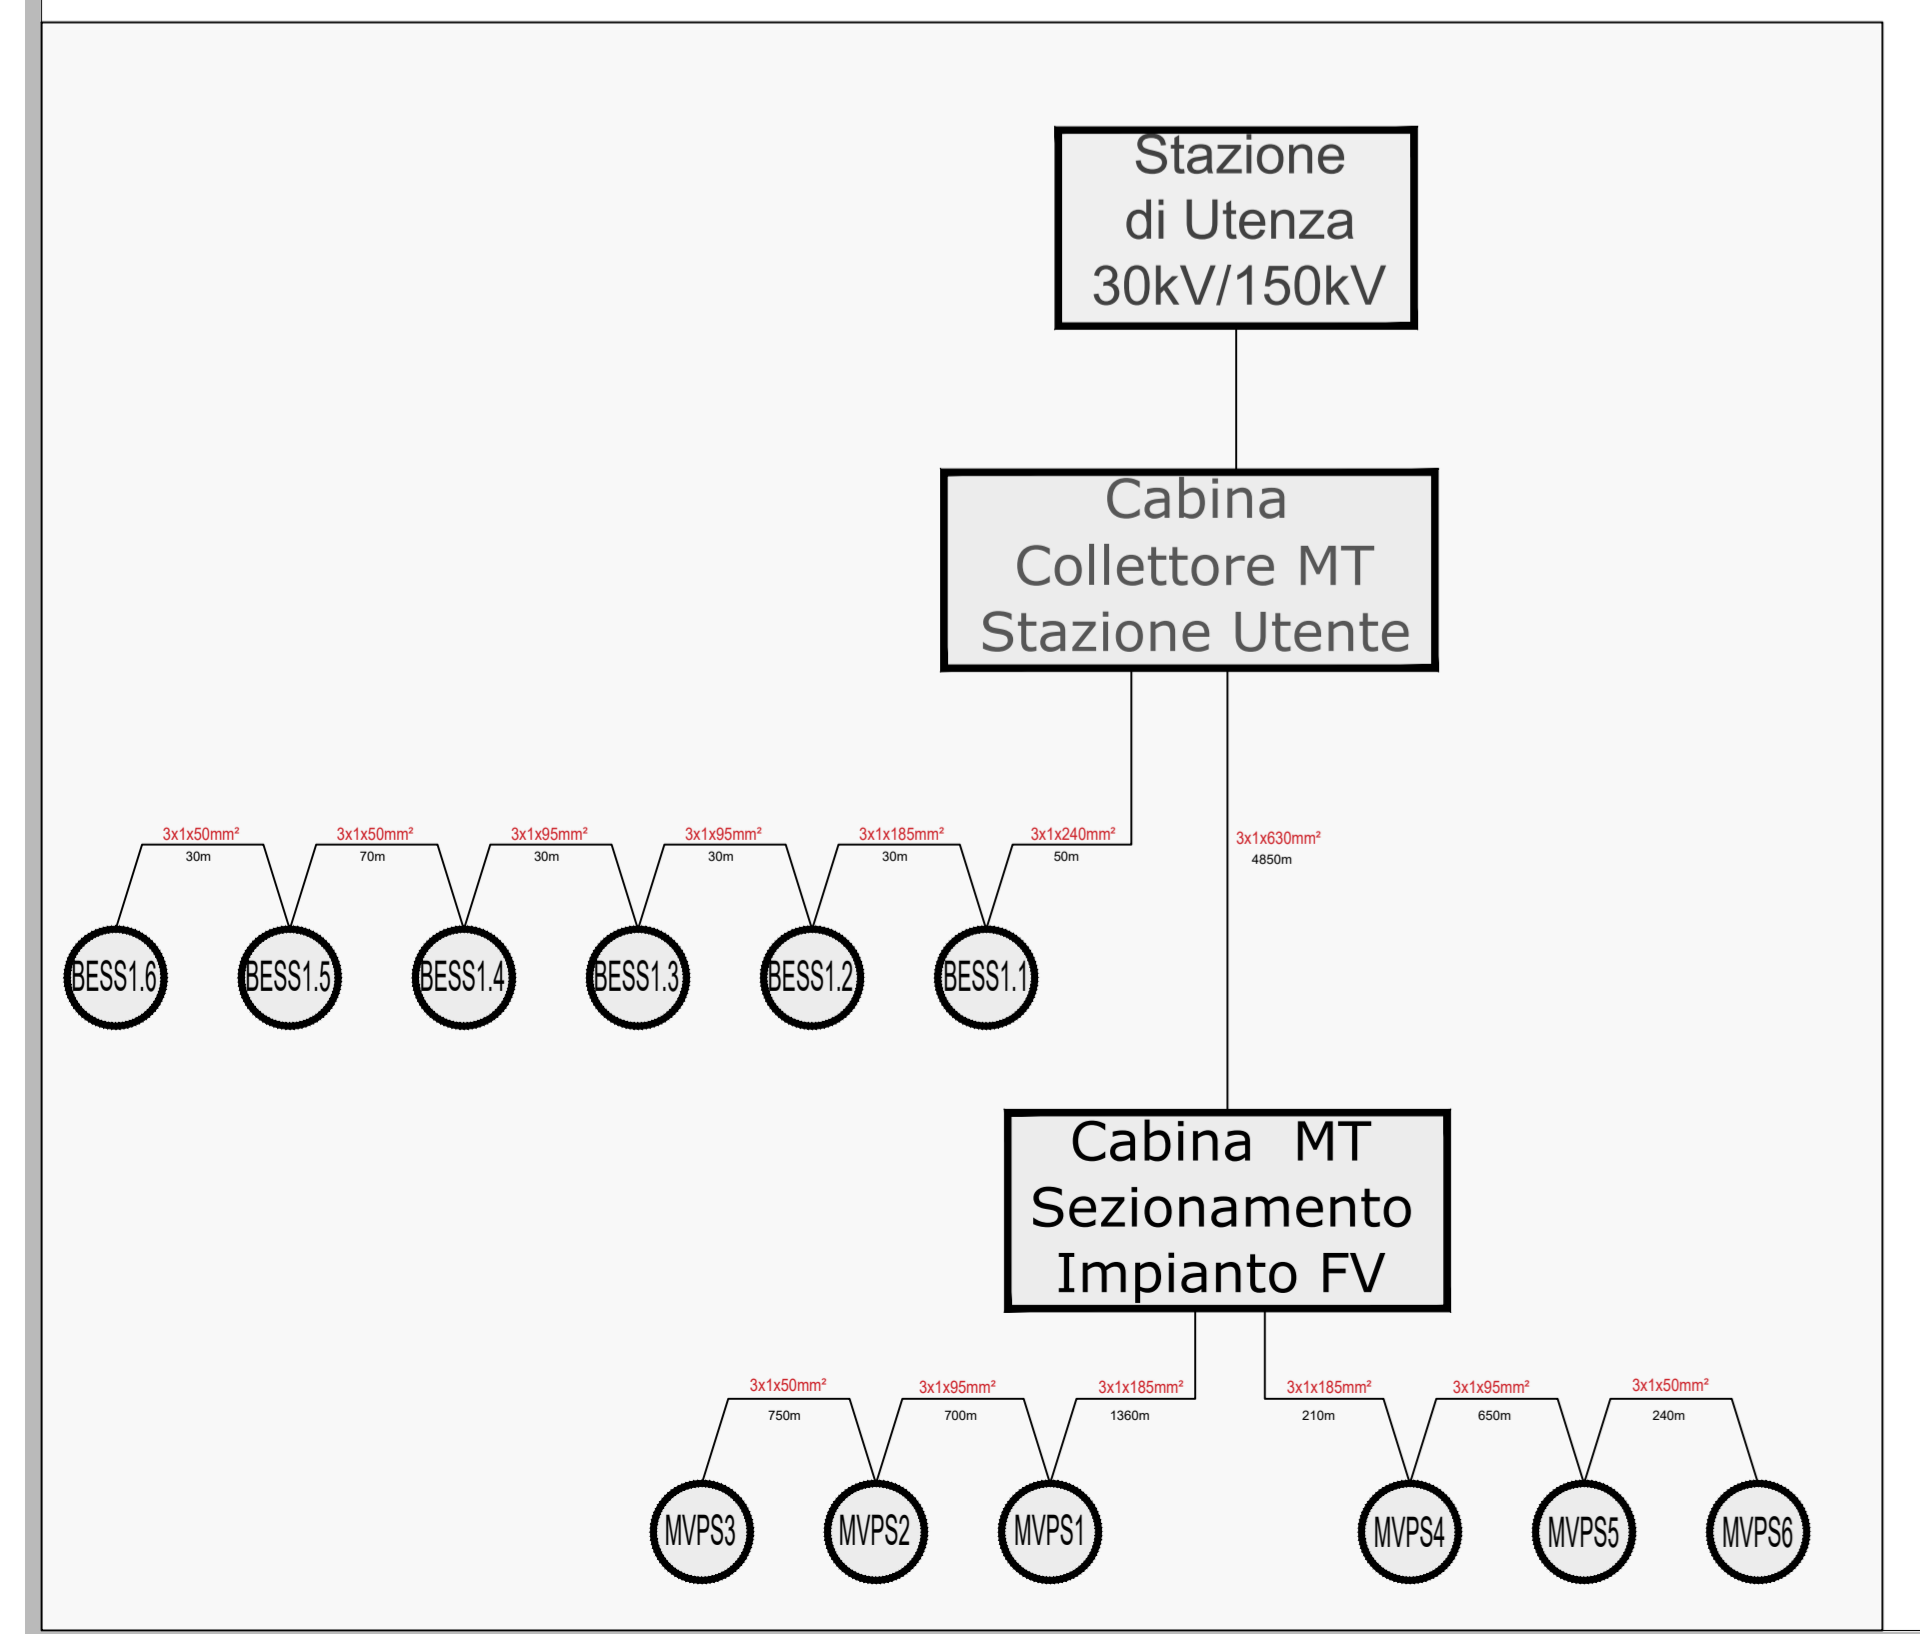 Stazione
di Utenza
30kV/150kV
Cabina
Collettore MT
Stazione Utente
3x1x50mm² 3x1x50mm² 3x1x95mm² 3x1x95mm² 3x1x185mm² 3x1x240mm² 3x1x630mm²
30m 70m 30m 30m 30m 50m 4850m
BESS1.6 BESS1.5 BESS1.4 BESS1.3 BESS1.2 BESS1.1
Cabina MT
Sezionamento
Impianto FV
3x1x50mm² 3x1x95mm² 3x1x185mm² 3x1x185mm² 3x1x95mm² 3x1x50mm²
750m 700m 1360m 210m 650m 240m
MVPS3 MVPS2 MVPS1 MVPS4 MVPS5 MVPS6